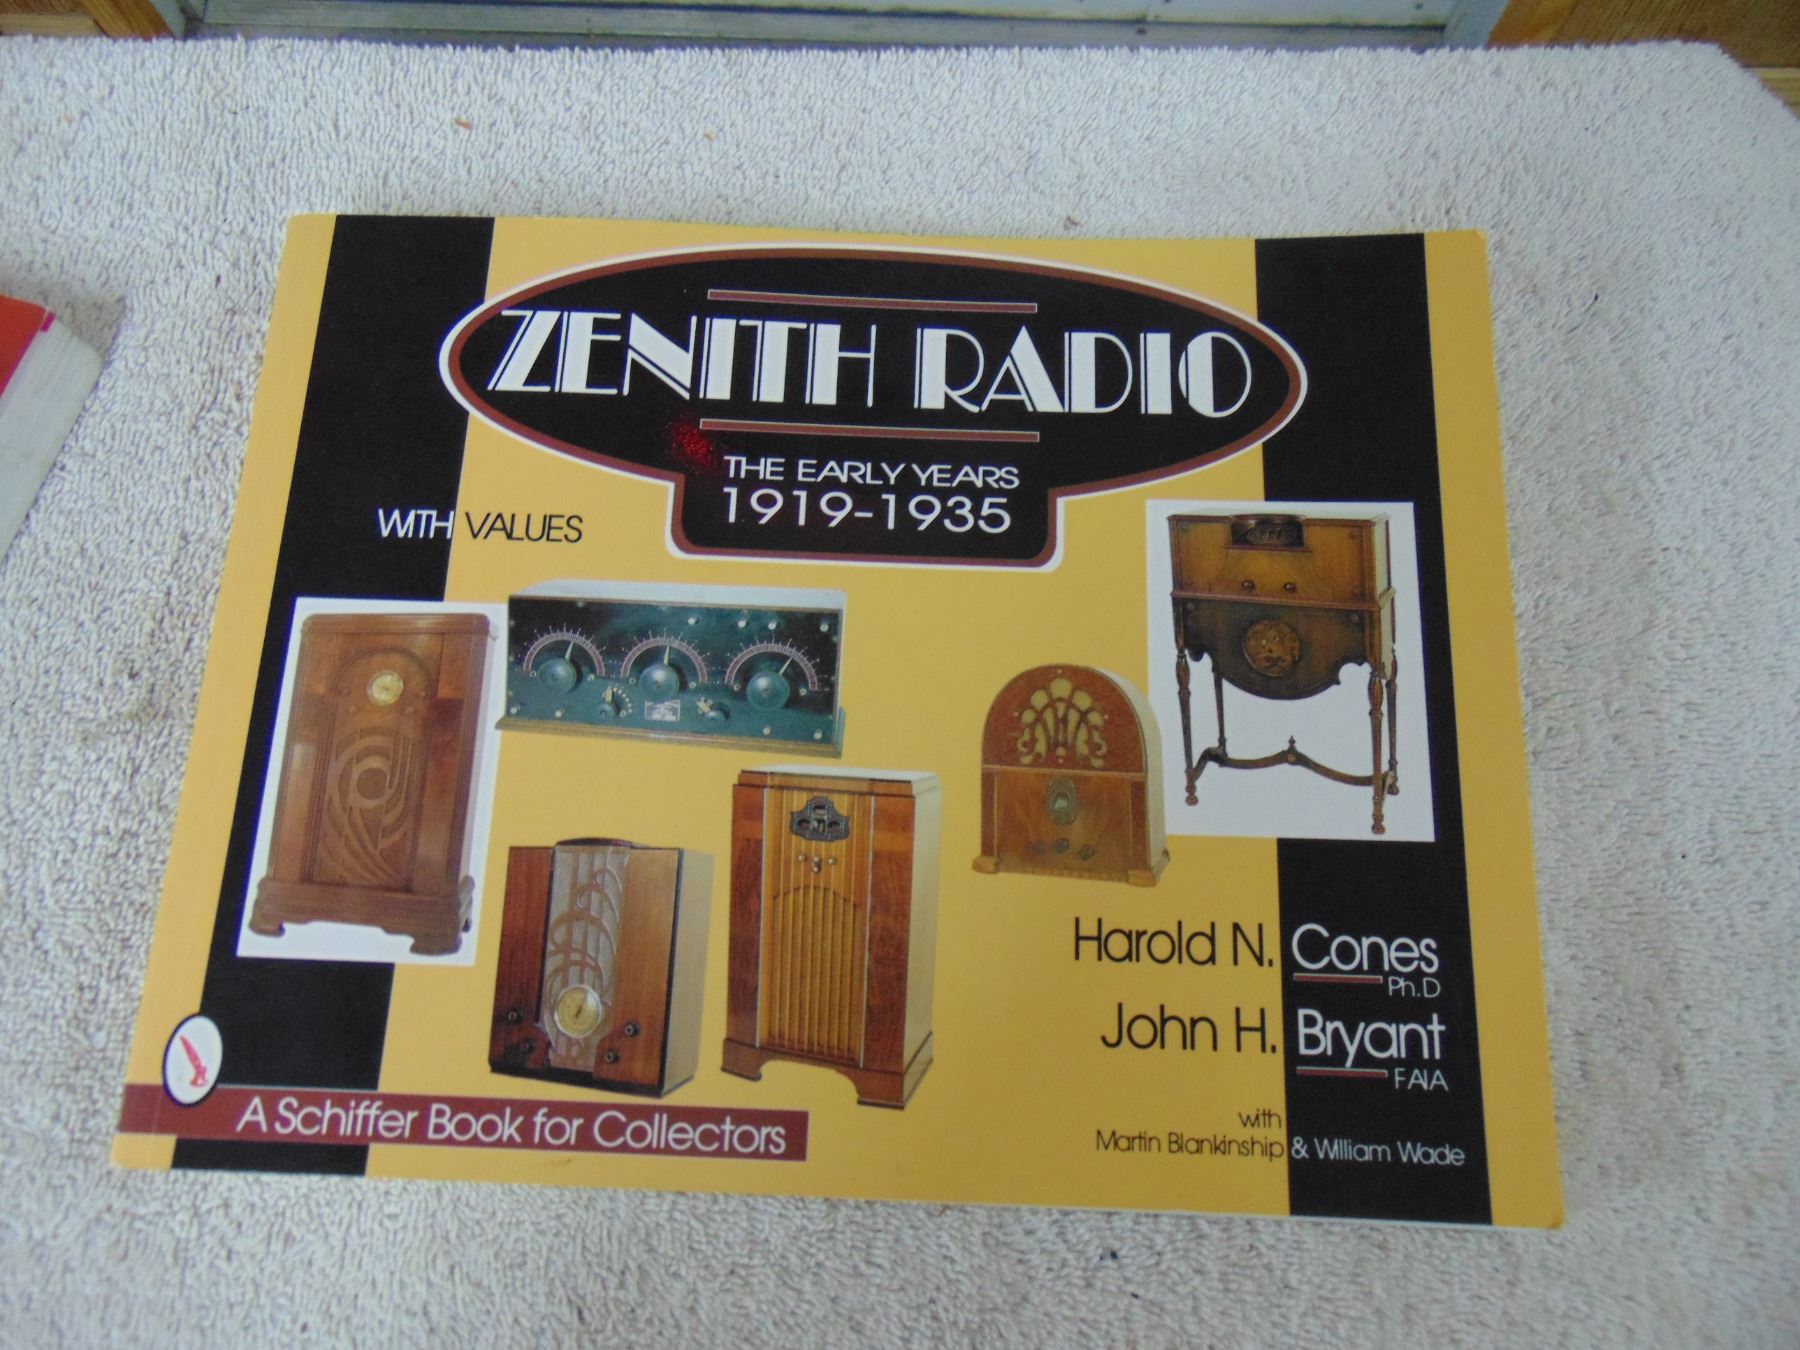 ZENITH RADIO
THE EARLY YEARS
1919-1935
WITH VALUES
Harold N. Cones
Ph.D
John H. Bryant
FAIA
with
Martin Blankinship & William Wade
A Schiffer Book for Collectors